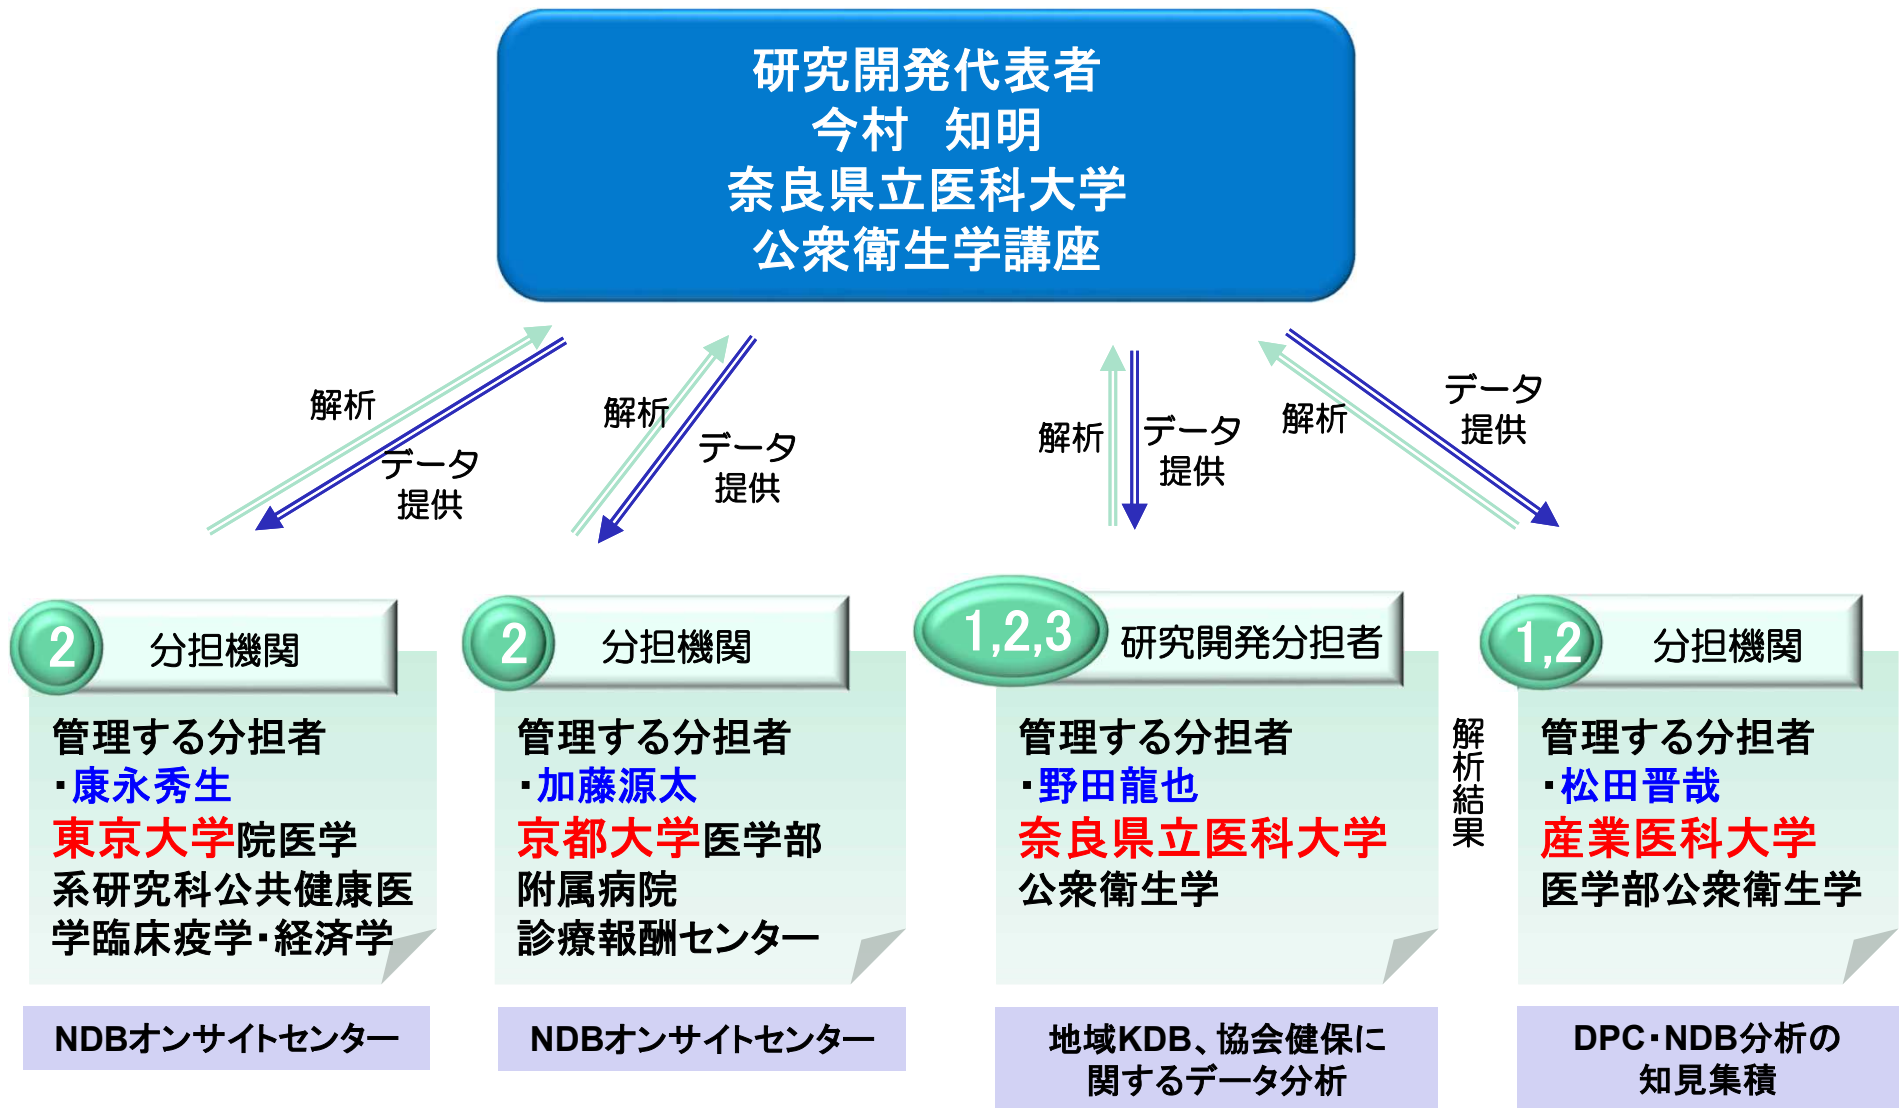 研究開発代表者
今村　知明
奈良県立医科大学
公衆衛生学講座
解析
データ
提供
解析
データ
提供
解析
データ
提供
解析
データ
提供
2
分担機関
管理する分担者
・康永秀生
東京大学院医学
系研究科公共健康医
学臨床疫学・経済学
NDBオンサイトセンター
2
分担機関
管理する分担者
・加藤源太
京都大学医学部
附属病院
診療報酬センター
NDBオンサイトセンター
1,2,3
研究開発分担者
管理する分担者
・野田龍也
奈良県立医科大学
公衆衛生学
地域KDB、協会健保に
関するデータ分析
解析結果
1,2
分担機関
管理する分担者
・松田晋哉
産業医科大学
医学部公衆衛生学
DPC・NDB分析の
知見集積